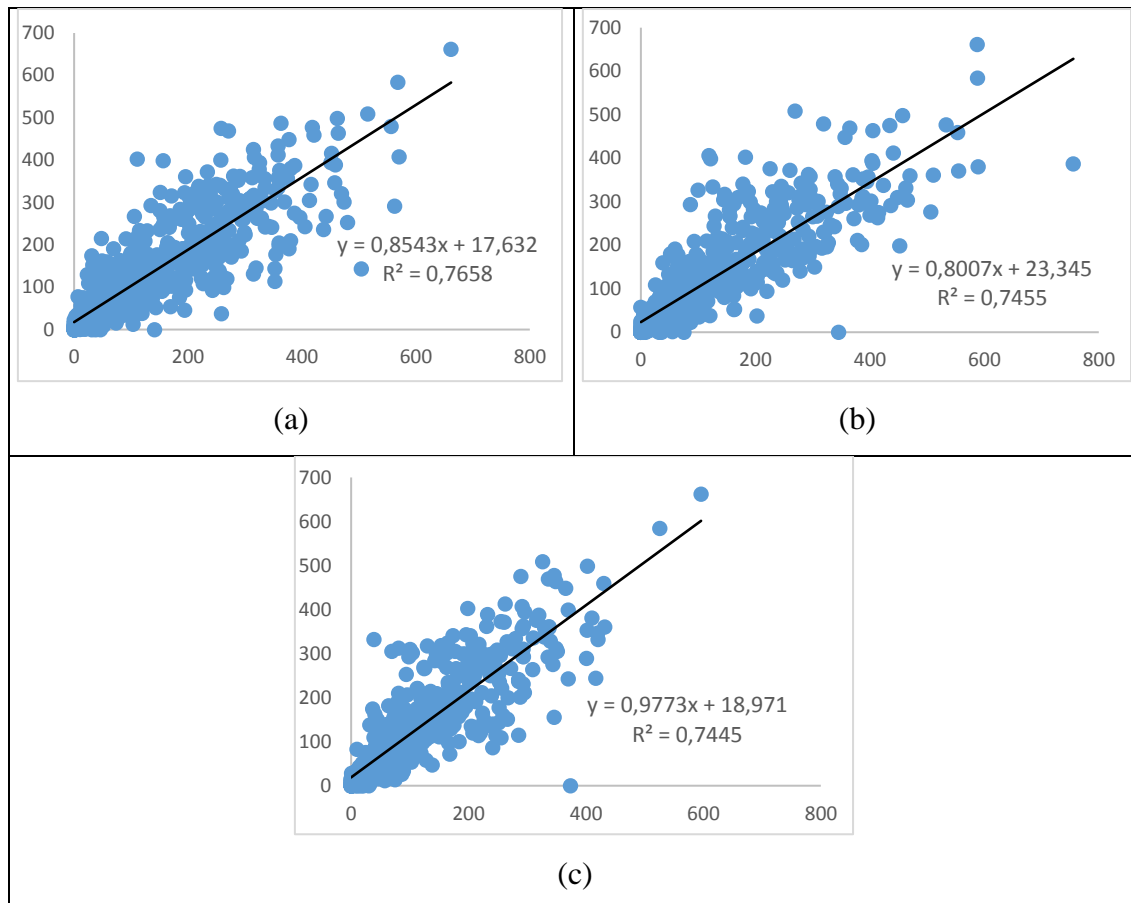 700
600
500
400
300
200
100
0
0 200 400 600 800
y = 0,8543x + 17,632
R² = 0,7658
(a)
700
600
500
400
300
200
100
0
0 200 400 600 800
y = 0,8007x + 23,345
R² = 0,7455
(b)
700
600
500
400
300
200
100
0
0 200 400 600 800
y = 0,9773x + 18,971
R² = 0,7445
(c)